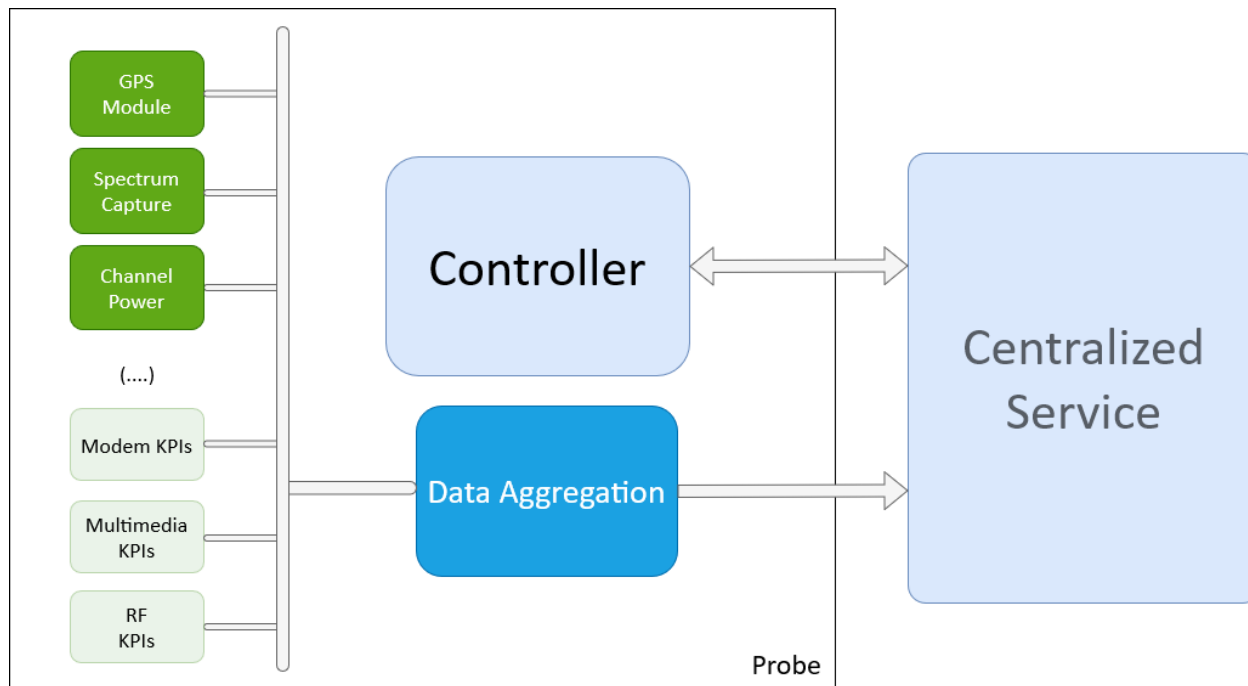 GPS
Module
Spectrum
Capture
Channel
Power
(....)
Modem KPIs
Multimedia
KPIs
RF
KPIs
Controller
Data Aggregation
Centralized
Service
Probe